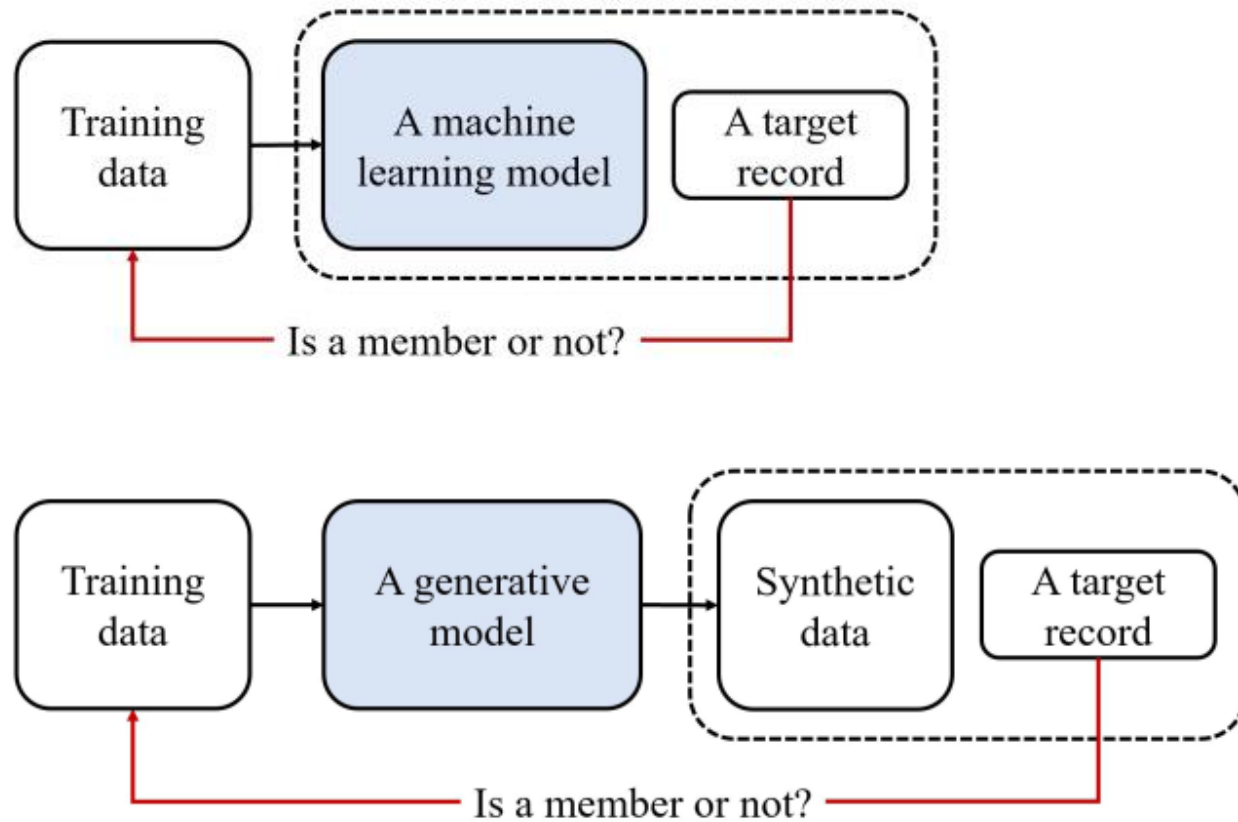 Training
data
A machine
learning model
A target
record
Is a member or not?
Training
data
A generative
model
Synthetic
data
A target
record
Is a member or not?